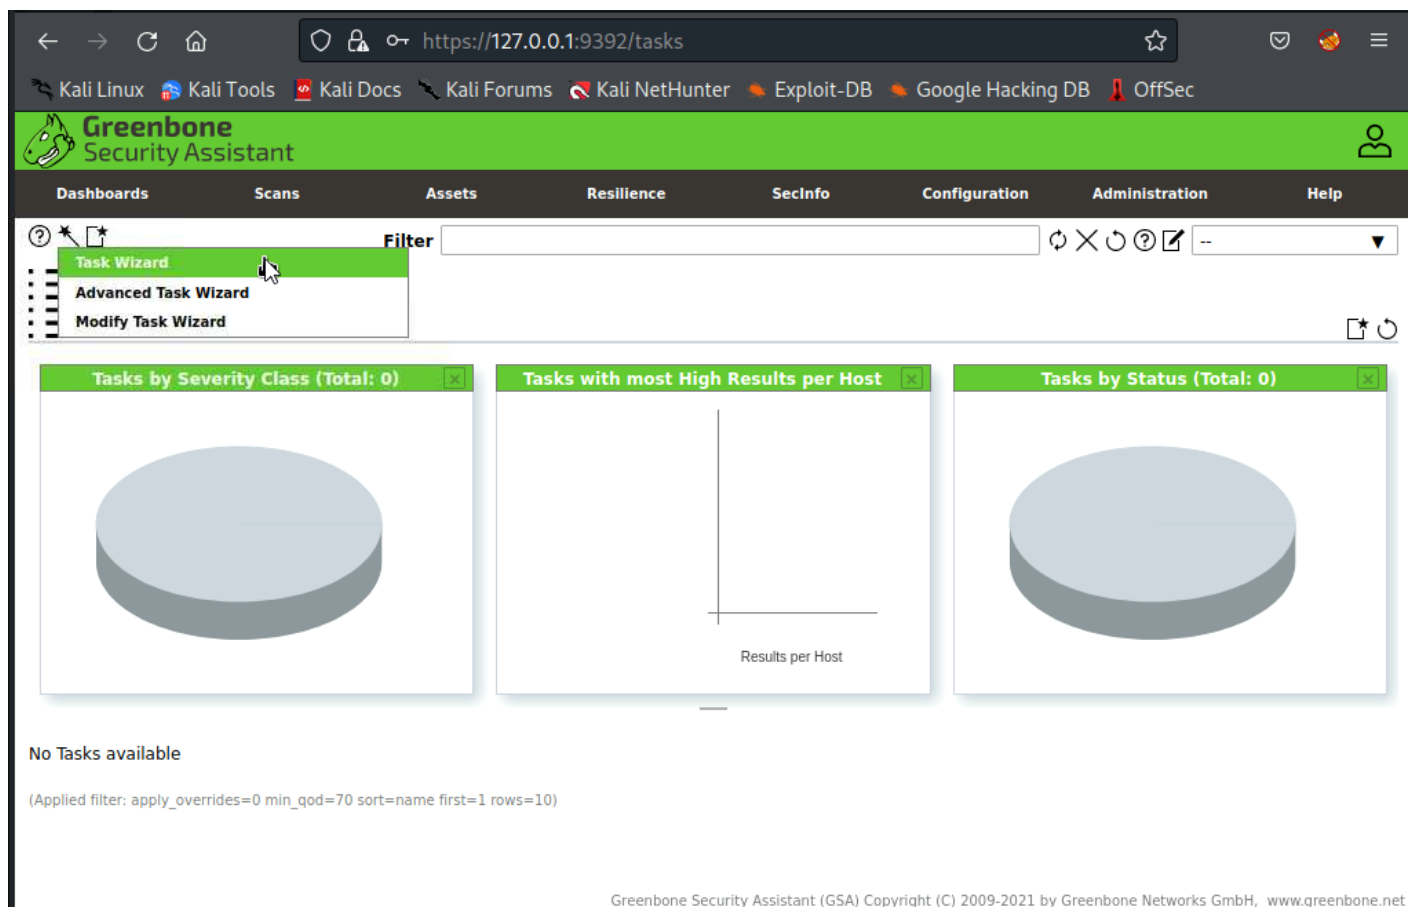 https://127.0.0.1:9392/tasks
Kali Linux Kali Tools Kali Docs Kali Forums Kali NetHunter Exploit-DB Google Hacking DB OffSec
Greenbone
Security Assistant
Dashboards Scans Assets Resilience SecInfo Configuration Administration Help
Filter --
Task Wizard
Advanced Task Wizard
Modify Task Wizard
Tasks by Severity Class (Total: 0) Tasks with most High Results per Host Tasks by Status (Total: 0)
Results per Host
No Tasks available
(Applied filter: apply_overrides=0 min_qod=70 sort=name first=1 rows=10)
Greenbone Security Assistant (GSA) Copyright (C) 2009-2021 by Greenbone Networks GmbH, www.greenbone.net